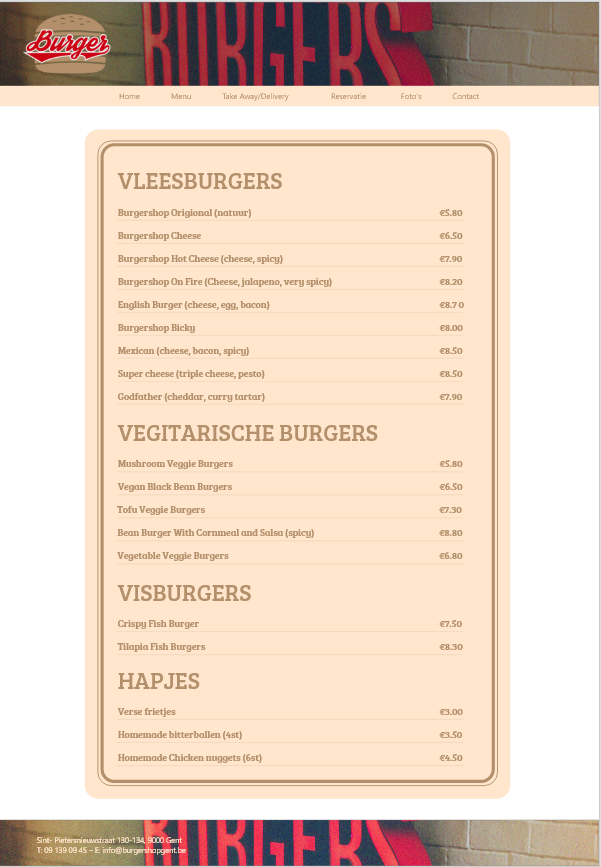 BURGERS
Burger
Home Menu Take Away/Delivery Reservatie Foto's Contact
VLEESBURGERS
Burgershop Origional (natuur) €5.80
Burgershop Cheese €6.50
Burgershop Hot Cheese (cheese, spicy) €7.90
Burgershop On Fire (Cheese, jalapeno, very spicy) €8.20
English Burger (cheese, egg, bacon) €8.7 0
Burgershop Bicky €8.00
Mexican (cheese, bacon, spicy) €8.50
Super cheese (triple cheese, pesto) €8.50
Godfather (cheddar, curry tartar) €7.90
VEGITARISCHE BURGERS
Mushroom Veggie Burgers €5.80
Vegan Black Bean Burgers €6.50
Tofu Veggie Burgers €7.30
Bean Burger With Cornmeal and Salsa (spicy) €8.80
Vegetable Veggie Burgers €6.80
VISBURGERS
Crispy Fish Burger €7.50
Tilapia Fish Burgers €8.30
HAPJES
Verse frietjes €3.00
Homemade bitterballen (4st) €3.50
Homemade Chicken nuggets (6st) €4.50
BURGERS
Sint- Pietersnieuwstraat 130-134, 9000 Gent
T: 09 139 09 45 – E: info@burgershopgent.be